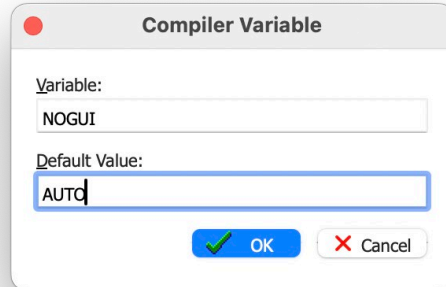 Compiler Variable
Variable:
NOGUI
Default Value:
AUTO
OK Cancel